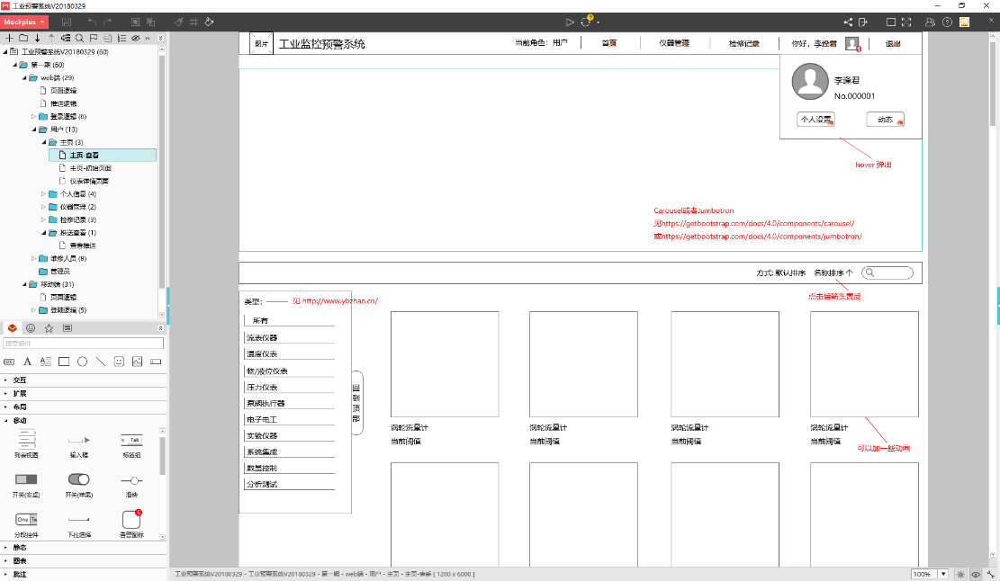 工业预警系统V20180329
Mockplus
工业预警系统V20180329 (60)
第一期 (60)
web端 (29)
页面逻辑
推送逻辑
登录逻辑 (6)
用户 (13)
主页 (3)
主页-查看
主页-初始页面
仪表详情页面
个人信息 (4)
仪器管理 (2)
检修记录 (3)
推送查看 (1)
查看推送
维修人员 (8)
管理员
移动端 (31)
页面逻辑
登陆逻辑 (5)
搜索组件
交互
扩展
布局
移动
列表视图
输入框
标签组
开关(安卓)
开关(苹果)
滑块
分段控件
下拉选择
告警图标
静态
图表
批注
图片
工业监控预警系统
当前角色：用户
首页
仪器管理
检修记录
你好，李逢君
1
退出
李逢君
No.000001
个人设置
动态
hover 弹出
Carousel或者Jumbotron
见https://getbootstrap.com/docs/4.0/components/carousel/
或https://getbootstrap.com/docs/4.0/components/jumbotron/
方式: 默认排序
名称排序个
点击后箭头置反
类型：
见 http://www.ybzhan.cn/
所有
流表仪器
温度仪表
物/液位仪表
压力仪表
泵阀执行器
电子电工
实验仪器
系统集成
数显控制
分析测试
回到顶部
涡轮流量计
当前阈值
涡轮流量计
当前阈值
涡轮流量计
当前阈值
涡轮流量计
当前阈值
可以加一些动画
工业预警系统V20180329 - 工业预警系统V20180329 - 第一期 - web端 - 用户 - 主页 - 主页-查看 [ 1280 x 6000 ]
100%